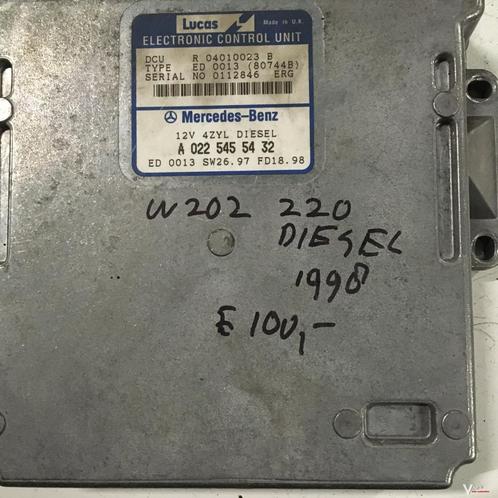 Lucas Made in U.K.
ELECTRONIC CONTROL UNIT
DCU R 04010023 B
TYPE ED 0013 (80744B)
SERIAL NO 0112846 ERG
Mercedes-Benz
12V 4ZYL DIESEL
A 022 545 54 32
ED 0013 SW26.97 FD18.98
W202 220
DIESEL
1998
£ 100,-